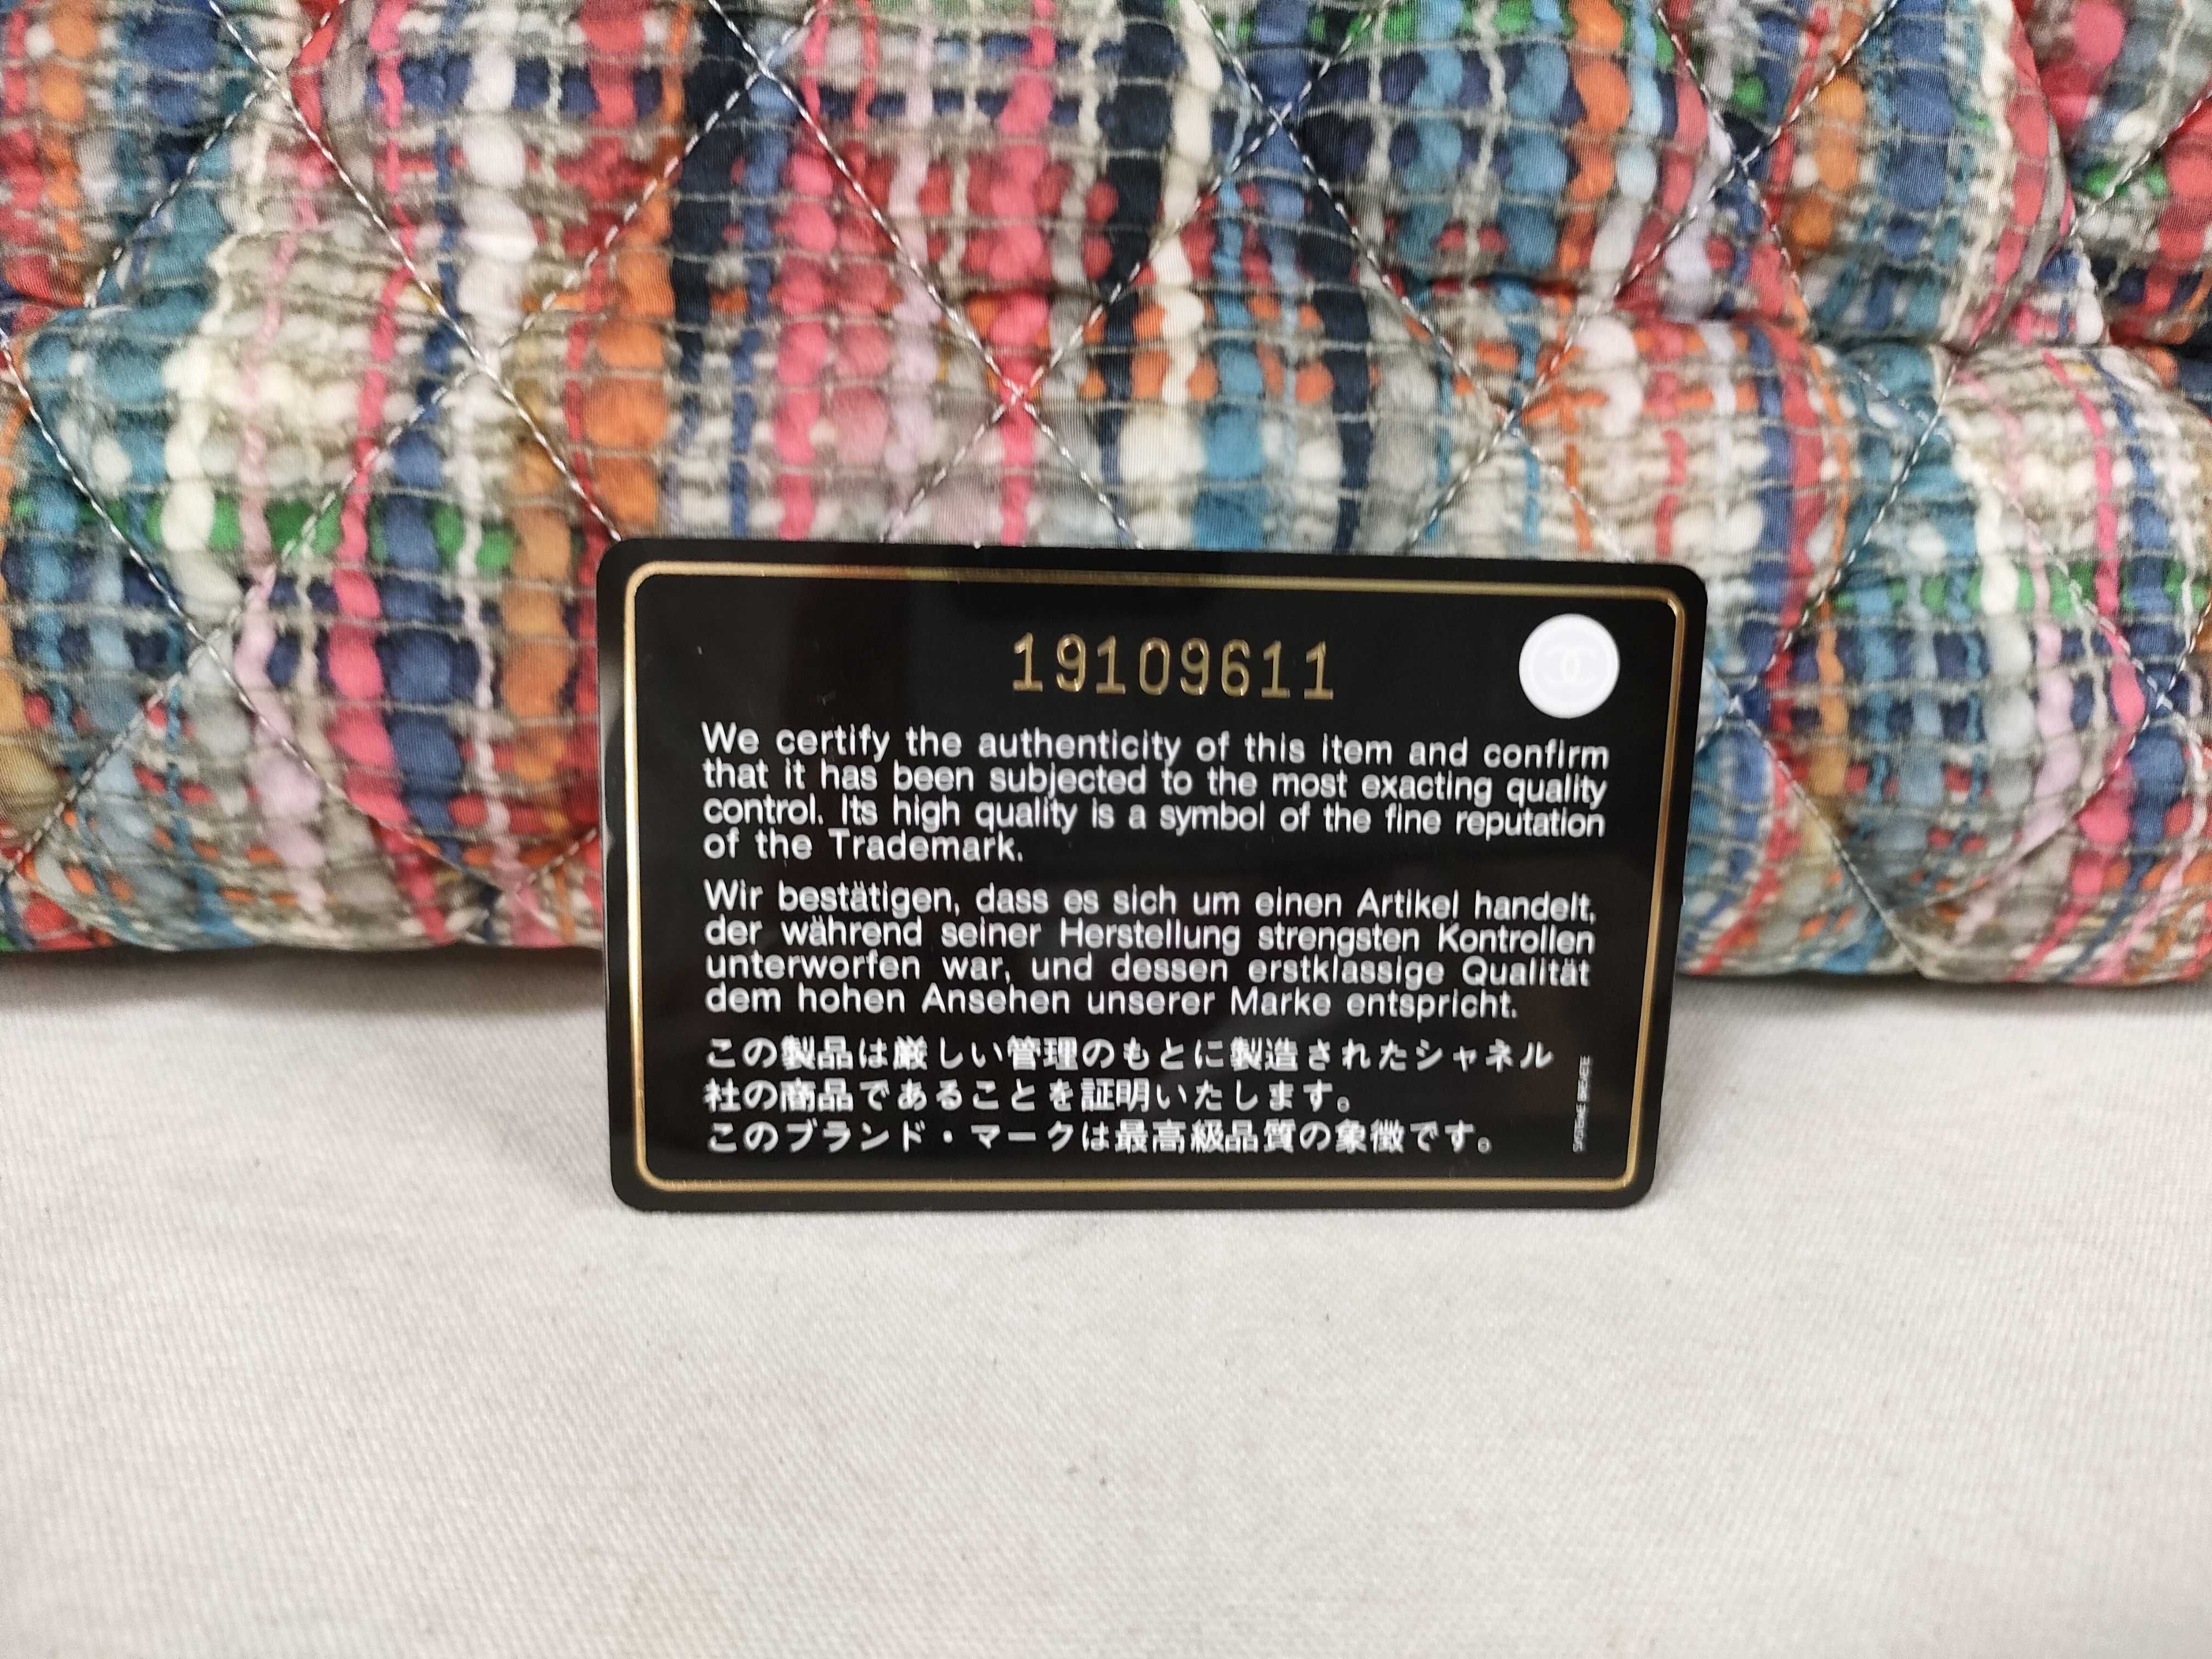 19109611
We certify the authenticity of this item and confirm
that it has been subjected to the most exacting quality
control. Its high quality is a symbol of the fine reputation
of the Trademark.
Wir bestätigen, dass es sich um einen Artikel handelt,
der während seiner Herstellung strengsten Kontrollen
unterworfen war, und dessen erstklassige Qualität
dem hohen Ansehen unserer Marke entspricht.
この製品は厳しい管理のもとに製造されたシャネル
社の商品であることを証明いたします。
このブランド・マークは最高級品質の象徴です。